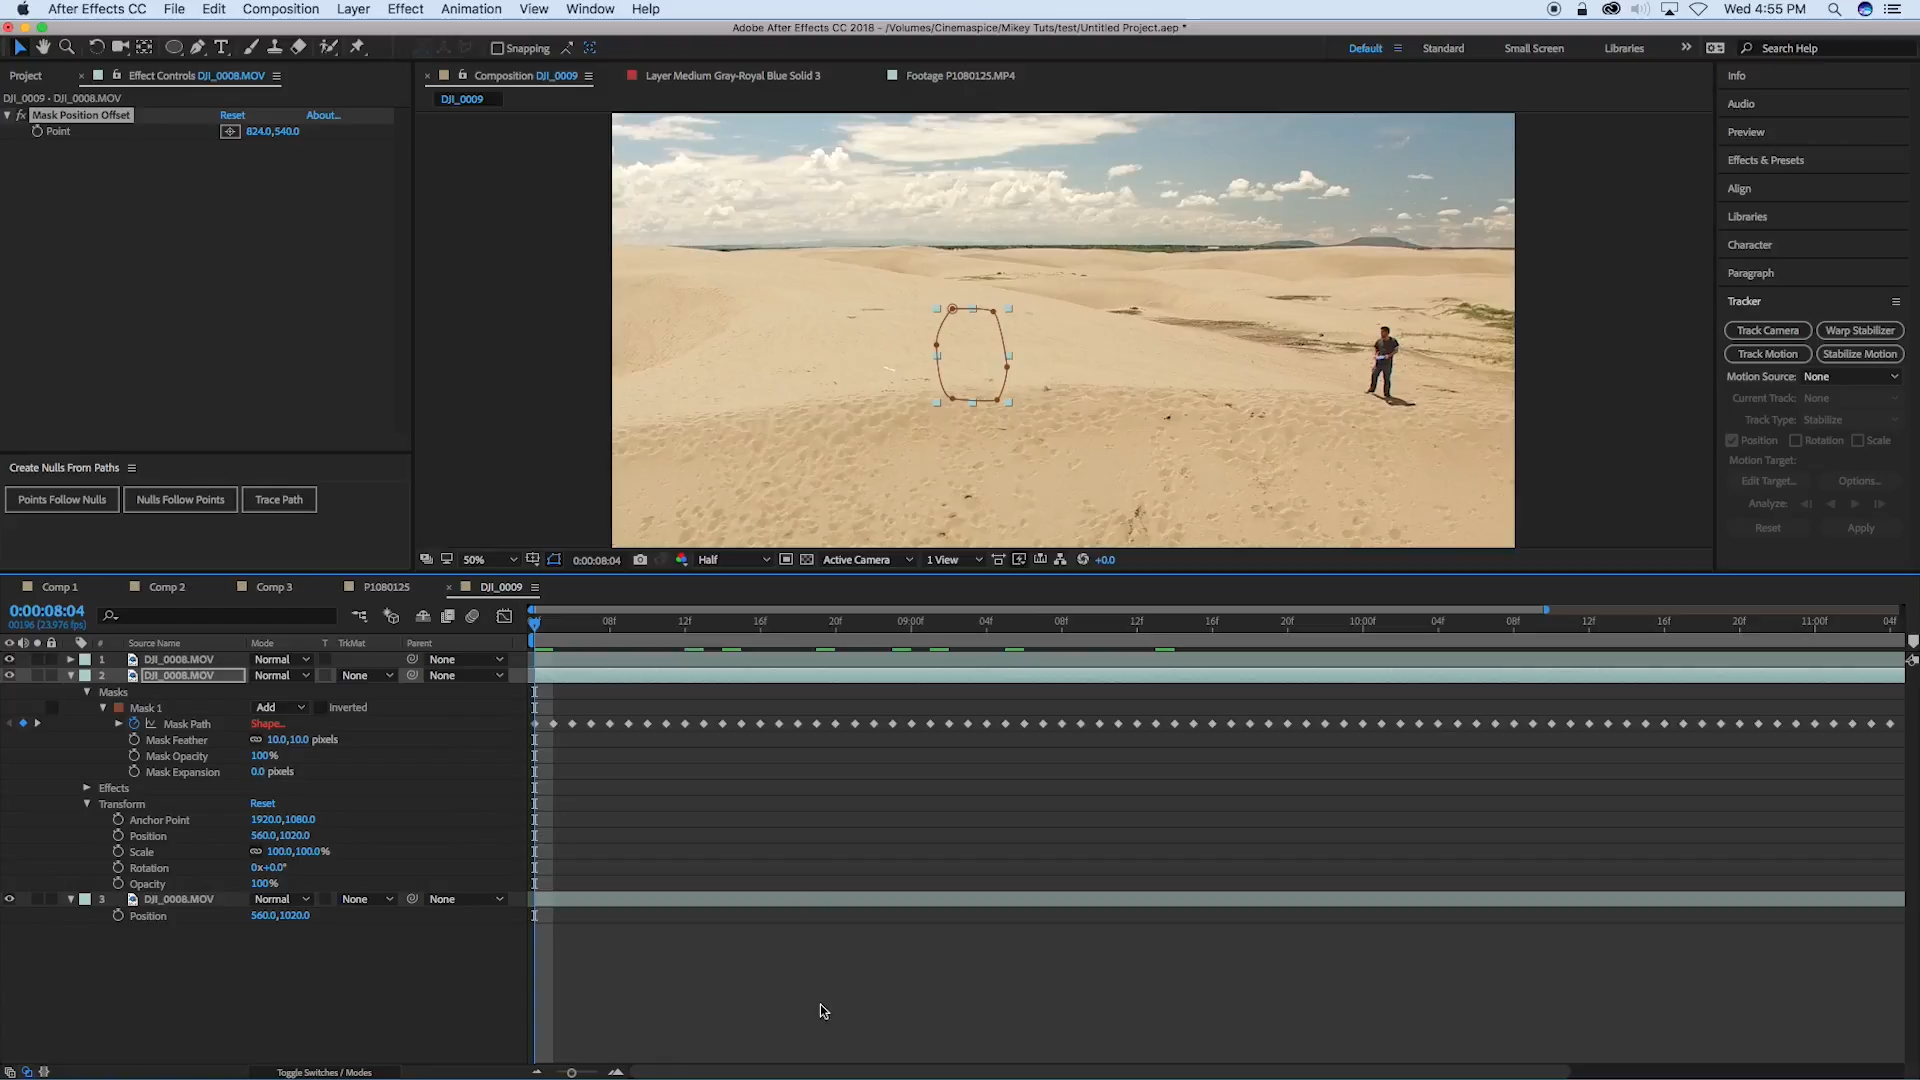 After Effects CC File Edit Composition Layer Effect Animation View Window Help Wed 4:55 PM
Adobe After Effects CC 2018 - /Volumes/Cinemaspice/Mikey Tuts/test/Untitled Project.aep *
T Snapping Default Standard Small Screen Libraries Search Help
Project Effect Controls DJI_0008.MOV
DJI_0009 - DJI_0008.MOV
fx Mask Position Offset Reset About...
Point 824.0,540.0
Create Nulls From Paths
Points Follow Nulls Nulls Follow Points Trace Path
Composition DJI_0009 Layer Medium Gray-Royal Blue Solid 3 Footage P1080125.MP4
DJI_0009
50% 0:00:08:04 Half Active Camera 1 View +0.0
Info
Audio
Preview
Effects & Presets
Align
Libraries
Character
Paragraph
Tracker
Track Camera Warp Stabilizer
Track Motion Stabilize Motion
Motion Source: None
Current Track: None
Track Type: Stabilize
Position Rotation Scale
Motion Target:
Edit Target... Options...
Analyze:
Reset Apply
Comp 1 Comp 2 Comp 3 P1080125 DJI_0009
0:00:08:04
00196 (23.976 fps)
08f 12f 16f 20f 09:00f 04f 08f 12f 16f 20f 10:00f 04f 08f 12f 16f 20f 11:00f 04f
# Source Name Mode T TrkMat Parent
1 DJI_0008.MOV Normal None
2 DJI_0008.MOV Normal None None
Masks
Mask 1 Add Inverted
Mask Path Shape...
Mask Feather 10.0,10.0 pixels
Mask Opacity 100%
Mask Expansion 0.0 pixels
Effects
Transform Reset
Anchor Point 1920.0,1080.0
Position 560.0,1020.0
Scale 100.0,100.0%
Rotation 0x+0.0°
Opacity 100%
3 DJI_0008.MOV Normal None None
Position 560.0,1020.0
Toggle Switches / Modes